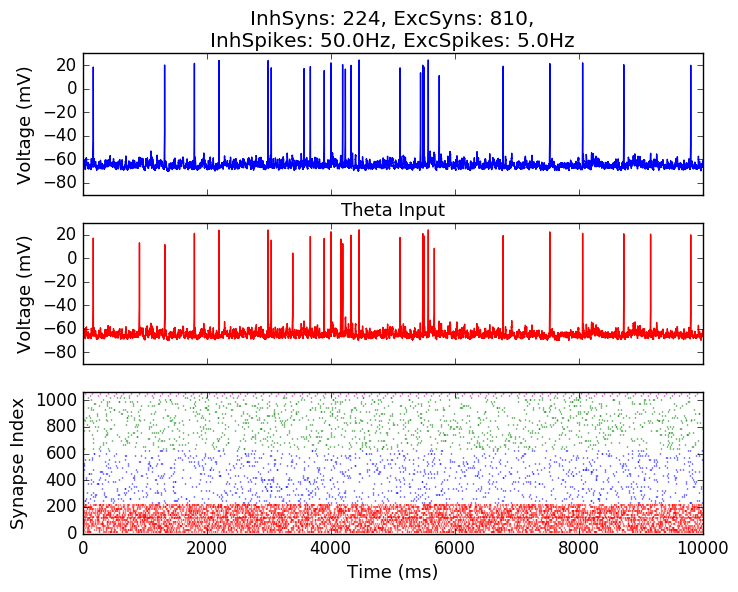 InhSyns: 224, ExcSyns: 810,
InhSpikes: 50.0Hz, ExcSpikes: 5.0Hz
20
0
−20
−40
−60
−80
Voltage (mV)
Theta Input
20
0
−20
−40
−60
−80
Voltage (mV)
1000
800
600
400
200
0
Synapse Index
0 2000 4000 6000 8000 10000
Time (ms)